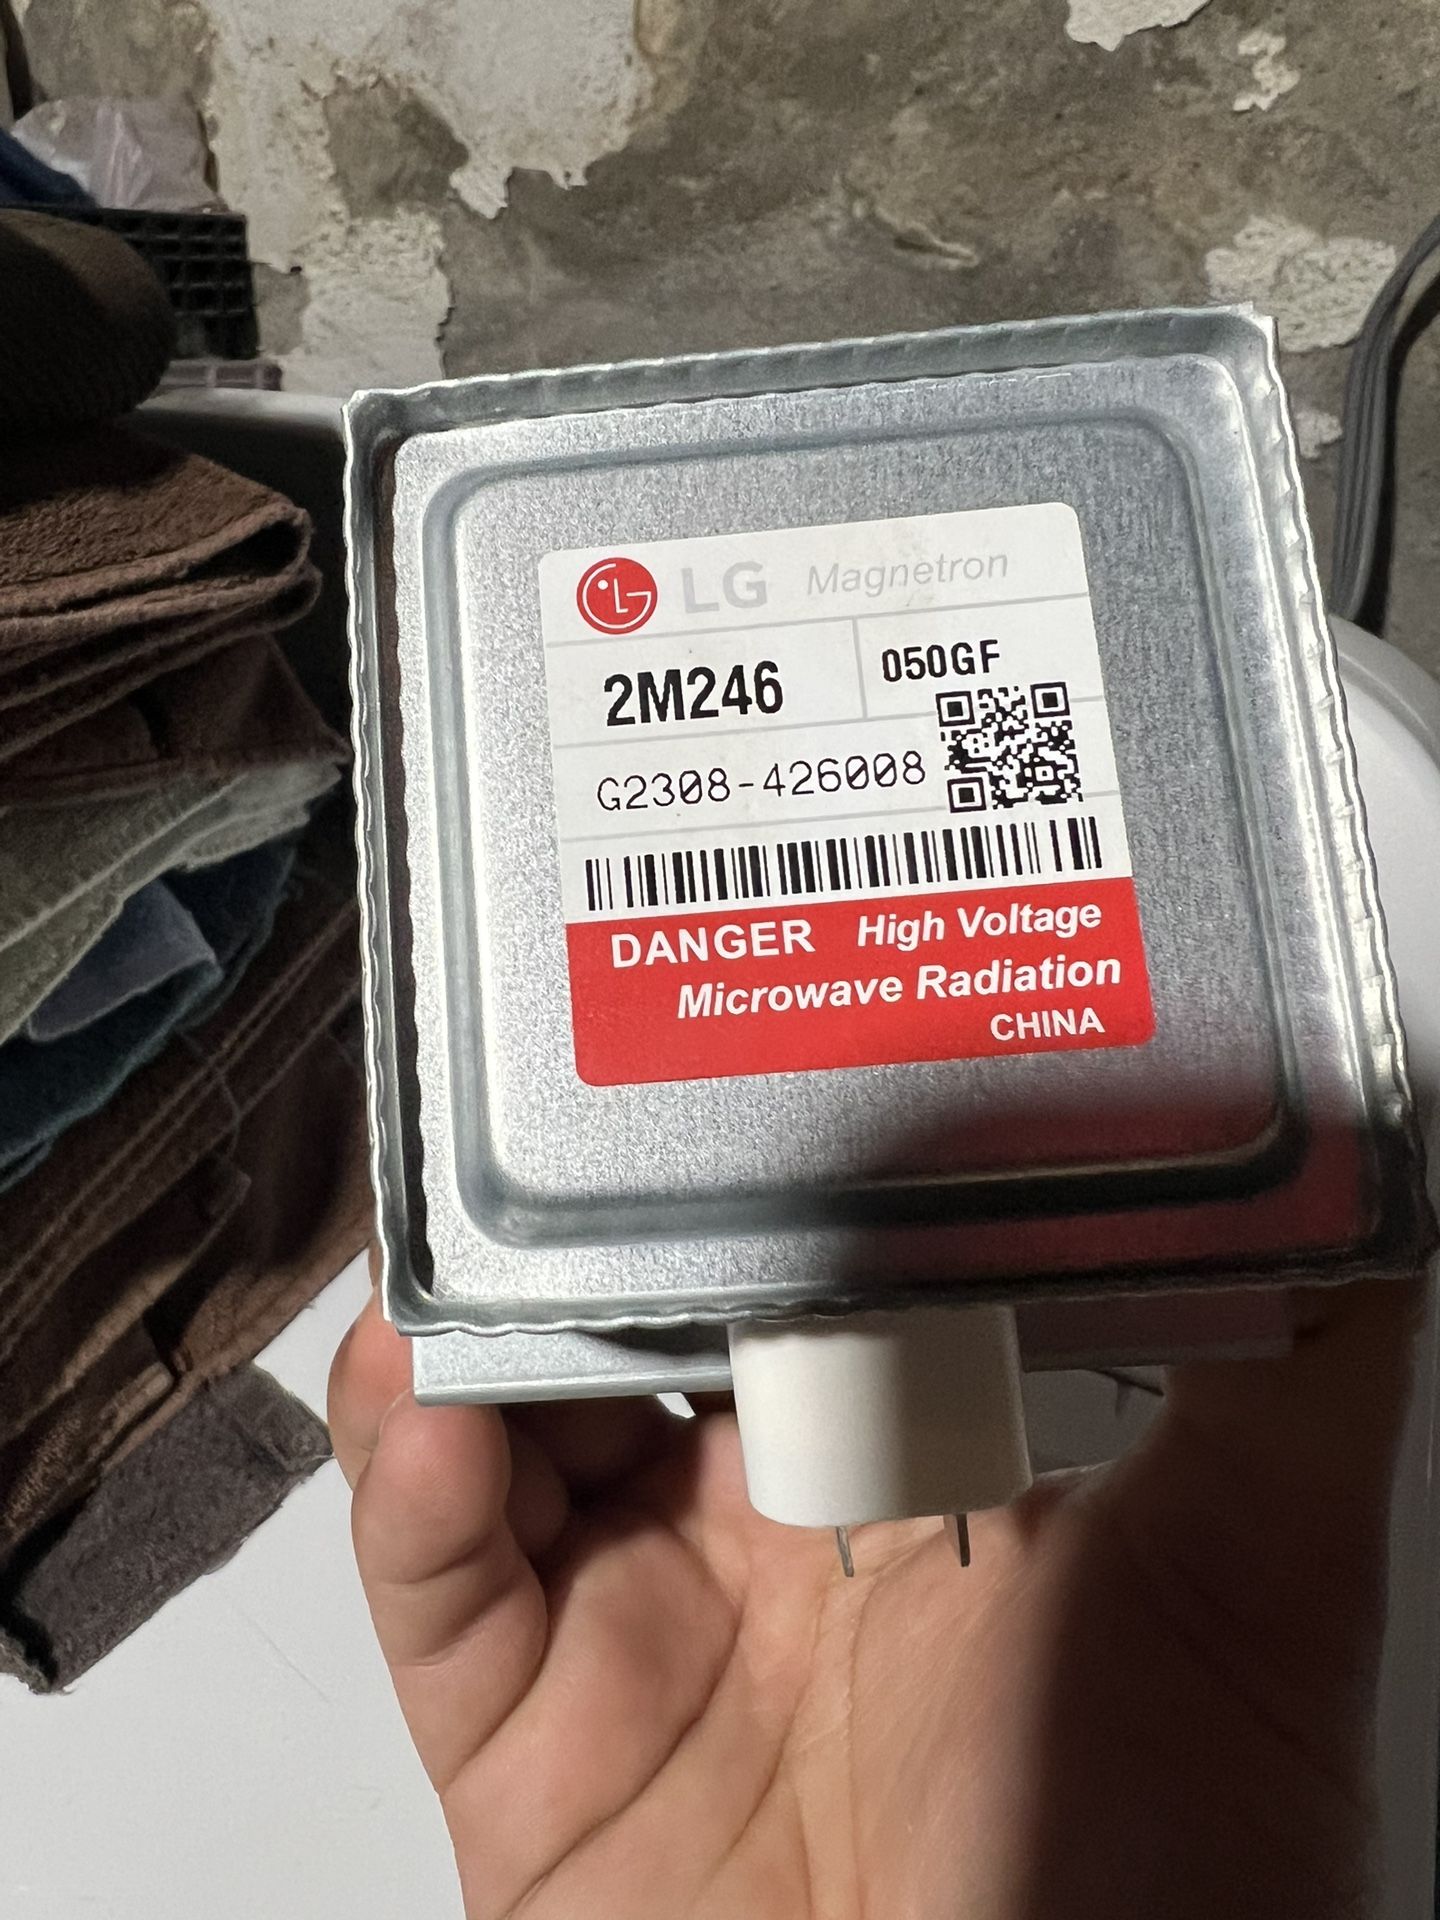 LG Magnetron
2M246
050GF
G2308-426008
DANGER High Voltage
Microwave Radiation
CHINA